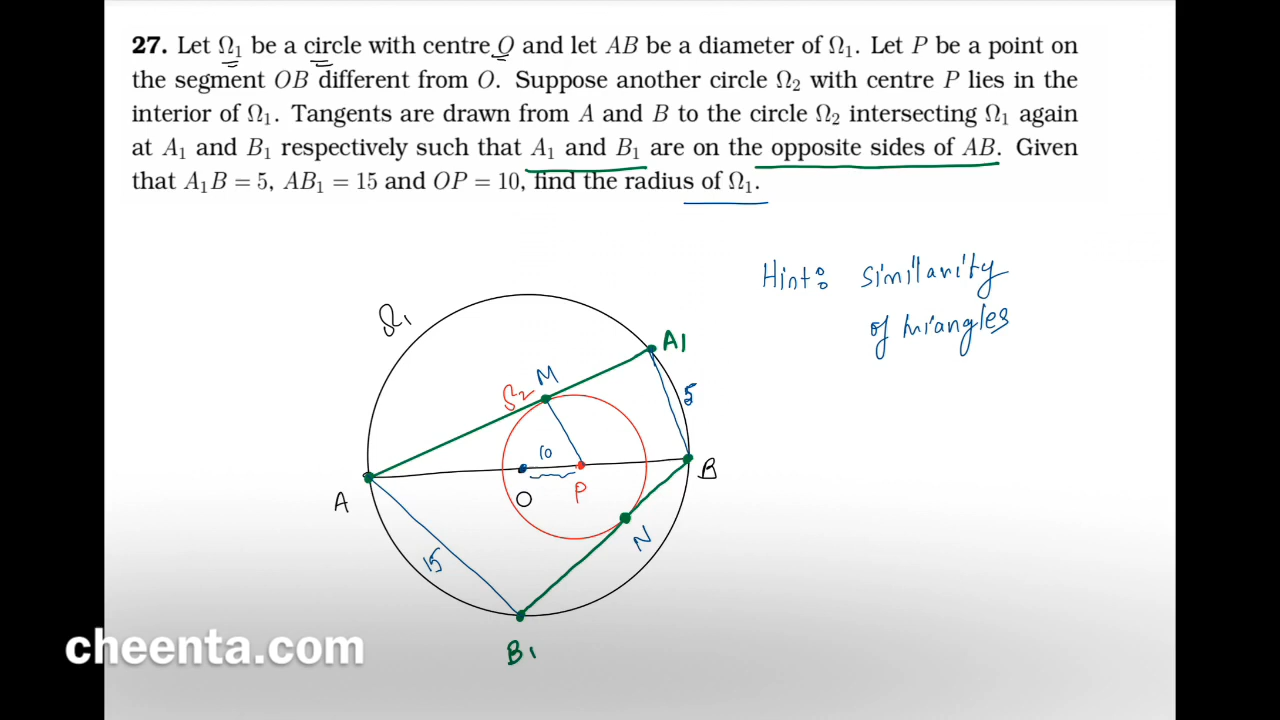 27. Let Ω₁ be a circle with centre O and let AB be a diameter of Ω₁. Let P be a point on
the segment OB different from O. Suppose another circle Ω₂ with centre P lies in the
interior of Ω₁. Tangents are drawn from A and B to the circle Ω₂ intersecting Ω₁ again
at A₁ and B₁ respectively such that A₁ and B₁ are on the opposite sides of AB. Given
that A₁B = 5, AB₁ = 15 and OP = 10, find the radius of Ω₁.
Hint: similarity
of triangles
Ω₁
A1
M
Ω₂
5
10
A
O
P
B
N
15
B₁
cheenta.com